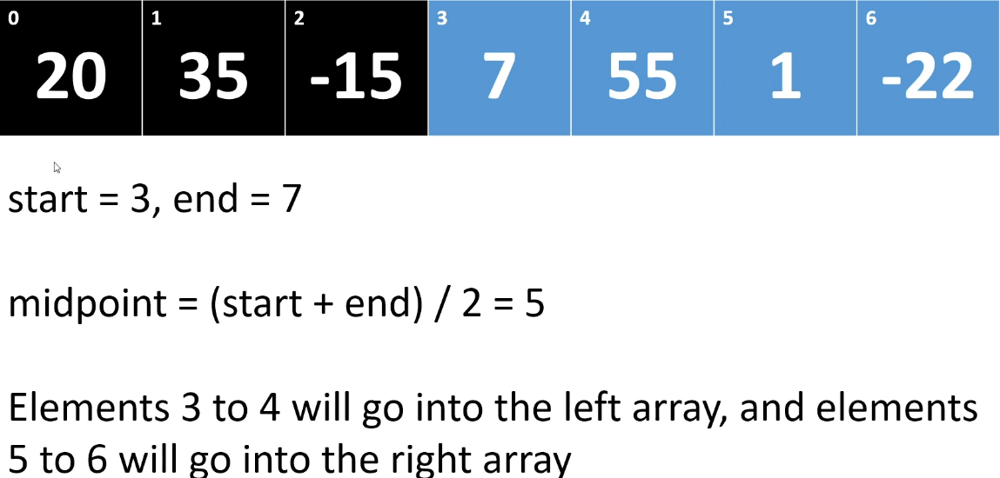 0 1 2 3 4 5 6
20 35 -15 7 55 1 -22
start = 3, end = 7
midpoint = (start + end) / 2 = 5
Elements 3 to 4 will go into the left array, and elements
5 to 6 will go into the right array